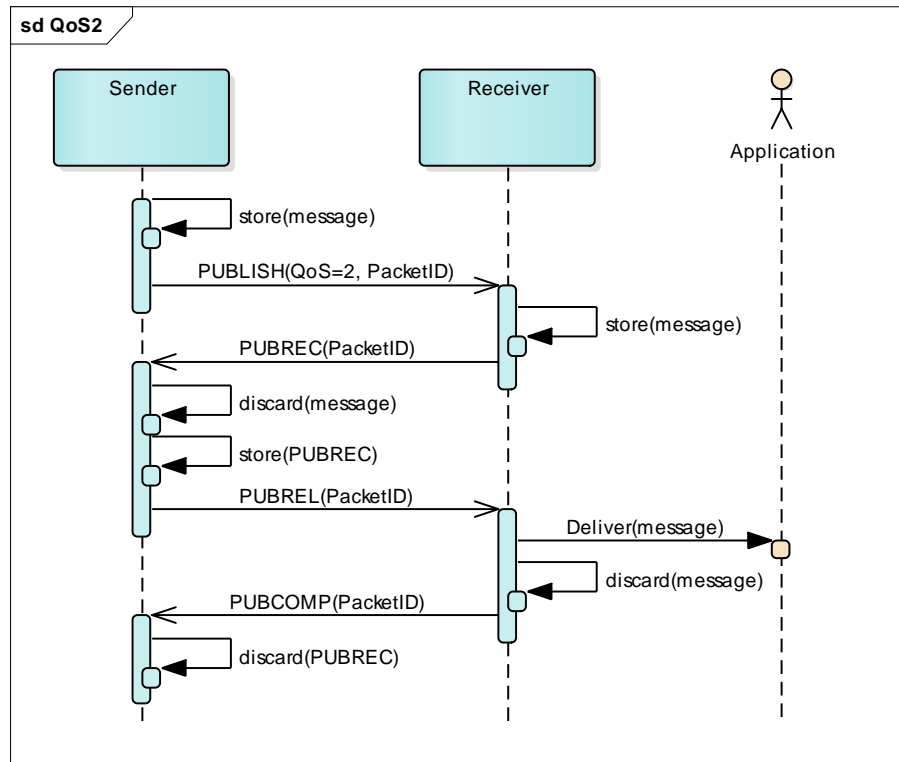 sd QoS2
Sender
Receiver
Application
store(message)
PUBLISH(QoS=2, PacketID)
store(message)
PUBREC(PacketID)
discard(message)
store(PUBREC)
PUBREL(PacketID)
Deliver(message)
discard(message)
PUBCOMP(PacketID)
discard(PUBREC)